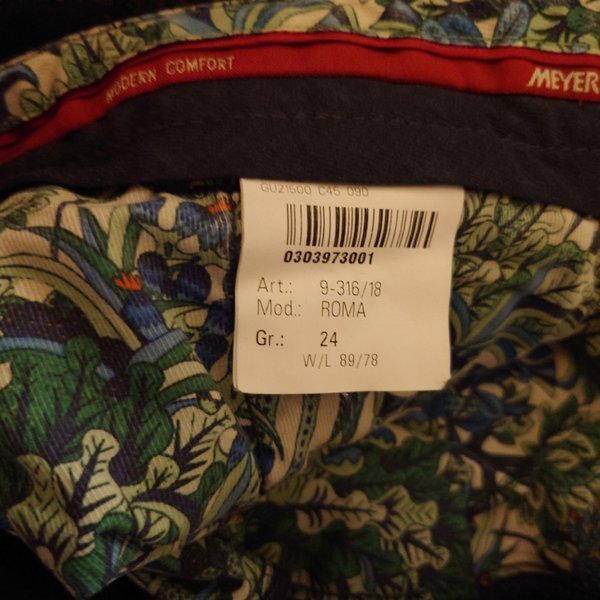 MODERN COMFORT
MEYER
GU21500 C45 090
0303973001
Art.: 9-316/18
Mod.: ROMA
Gr.: 24
W/L 89/78